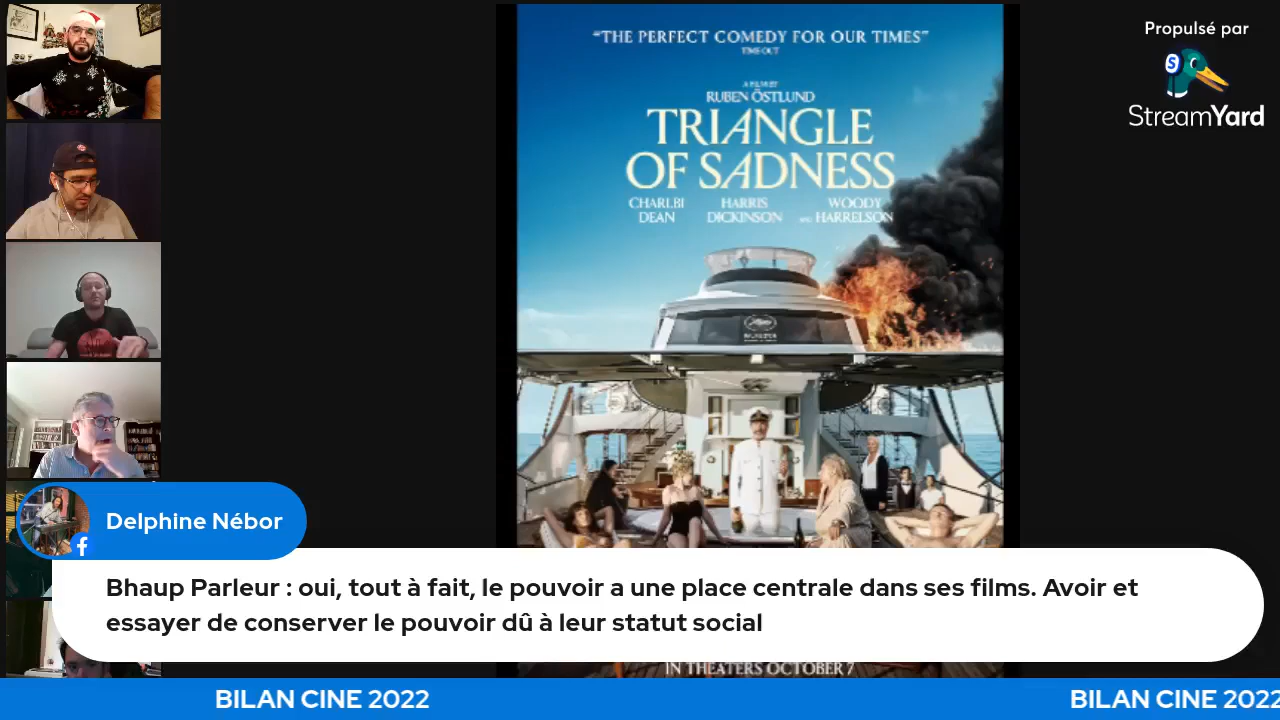 Propulsé par
StreamYard
"THE PERFECT COMEDY FOR OUR TIMES"
TIME OUT
A FILM BY
RUBEN ÖSTLUND
TRIANGLE
OF SADNESS
CHARLBI DEAN
HARRIS DICKINSON
AND WOODY HARRELSON
Delphine Nébor
Bhaup Parleur : oui, tout à fait, le pouvoir a une place centrale dans ses films. Avoir et
essayer de conserver le pouvoir dû à leur statut social
IN THEATERS OCTOBER 7
BILAN CINE 2022
BILAN CINE 2022